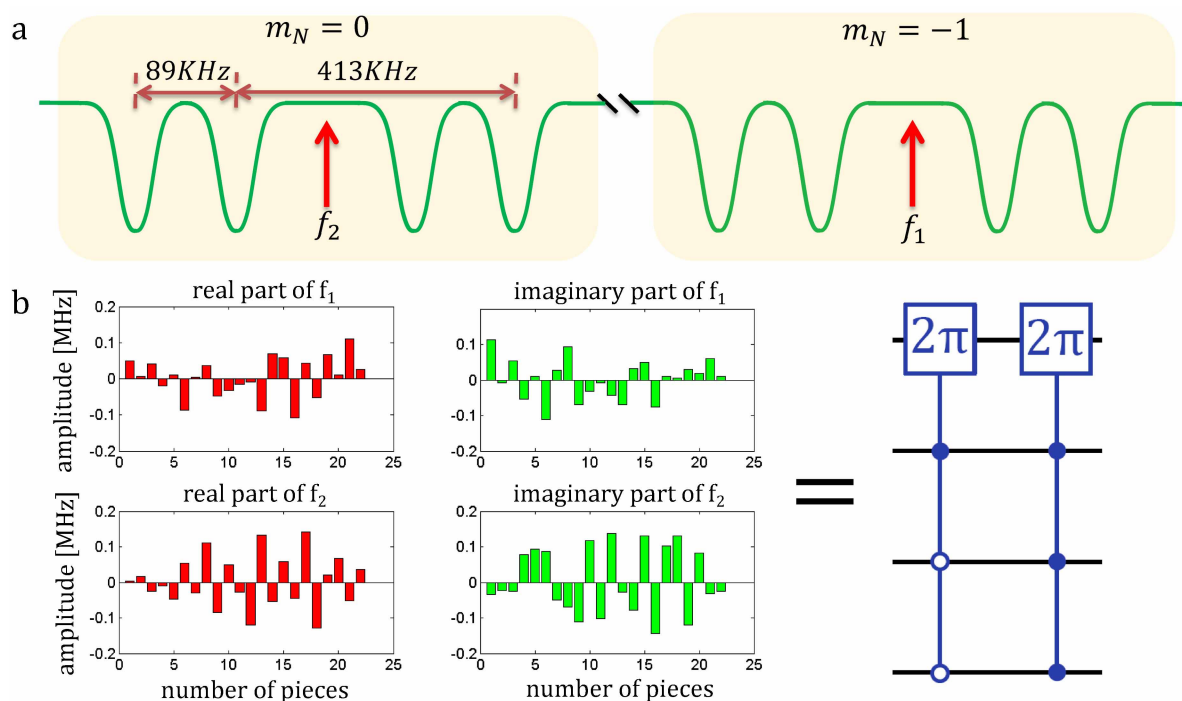 a
m_N = 0
m_N = −1
89KHz
413KHz
f_2
f_1
b
real part of f_1
imaginary part of f_1
amplitude [MHz]
0.2
0.1
0
-0.1
-0.2
0 5 10 15 20 25
0.2
0.1
0
-0.1
-0.2
0 5 10 15 20 25
real part of f_2
imaginary part of f_2
amplitude [MHz]
0.2
0.1
0
-0.1
-0.2
0 5 10 15 20 25
0.2
0.1
0
-0.1
-0.2
0 5 10 15 20 25
number of pieces
number of pieces
=
2π
2π